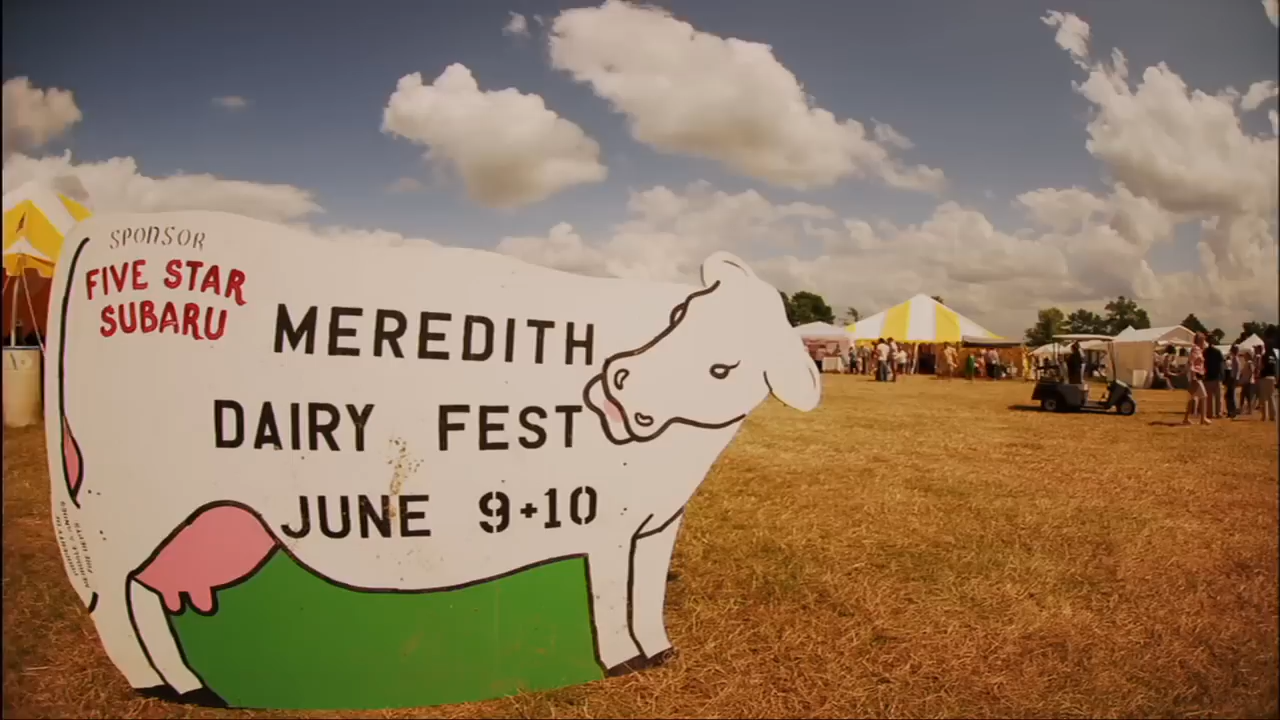 SPONSOR
FIVE STAR
SUBARU
MEREDITH
DAIRY FEST
JUNE 9+10